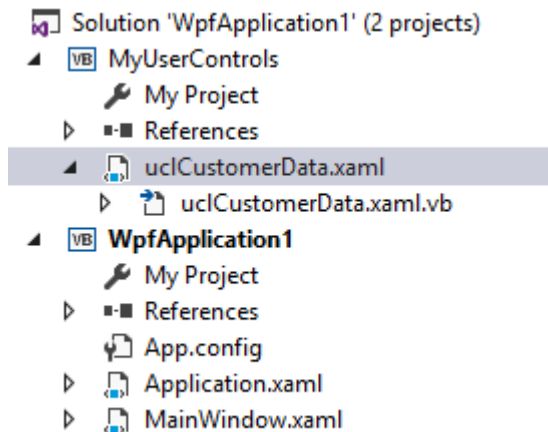 Solution 'WpfApplication1' (2 projects)
VB MyUserControls
My Project
References
uclCustomerData.xaml
uclCustomerData.xaml.vb
VB WpfApplication1
My Project
References
App.config
Application.xaml
MainWindow.xaml